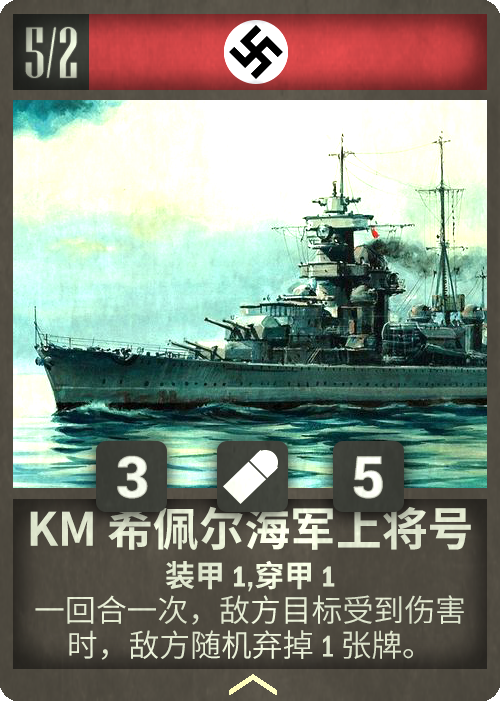 5/2
3
5
KM 希佩尔海军上将号
装甲 1,穿甲 1
一回合一次，敌方目标受到伤害
时，敌方随机弃掉 1 张牌。